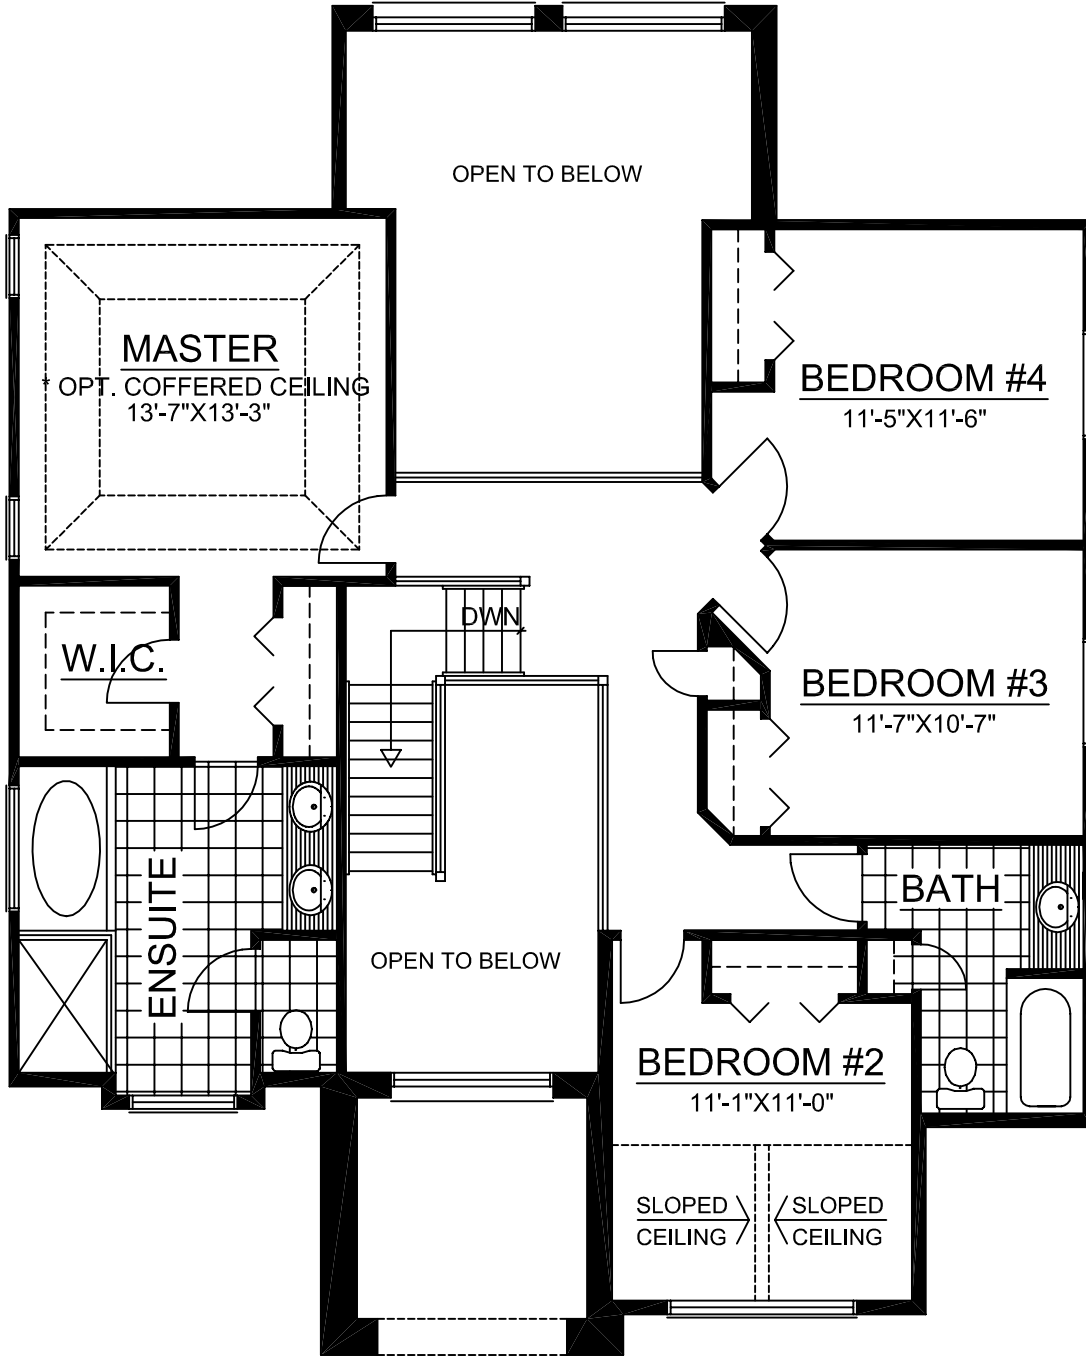 OPEN TO BELOW
MASTER
* OPT. COFFERED CEILING
13'-7"X13'-3"
BEDROOM #4
11'-5"X11'-6"
DWN
W.I.C.
BEDROOM #3
11'-7"X10'-7"
ENSUITE
BATH
OPEN TO BELOW
BEDROOM #2
11'-1"X11'-0"
SLOPED
CEILING
SLOPED
CEILING